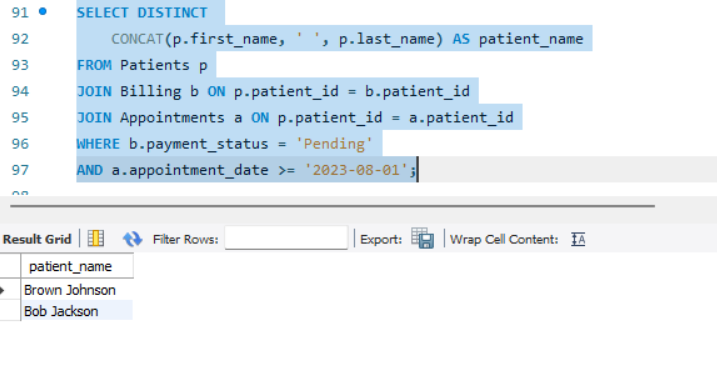 91 SELECT DISTINCT
92 CONCAT(p.first_name, ' ', p.last_name) AS patient_name
93 FROM Patients p
94 JOIN Billing b ON p.patient_id = b.patient_id
95 JOIN Appointments a ON p.patient_id = a.patient_id
96 WHERE b.payment_status = 'Pending'
97 AND a.appointment_date >= '2023-08-01';
Result Grid Filter Rows: Export: Wrap Cell Content: IA
patient_name
Brown Johnson
Bob Jackson